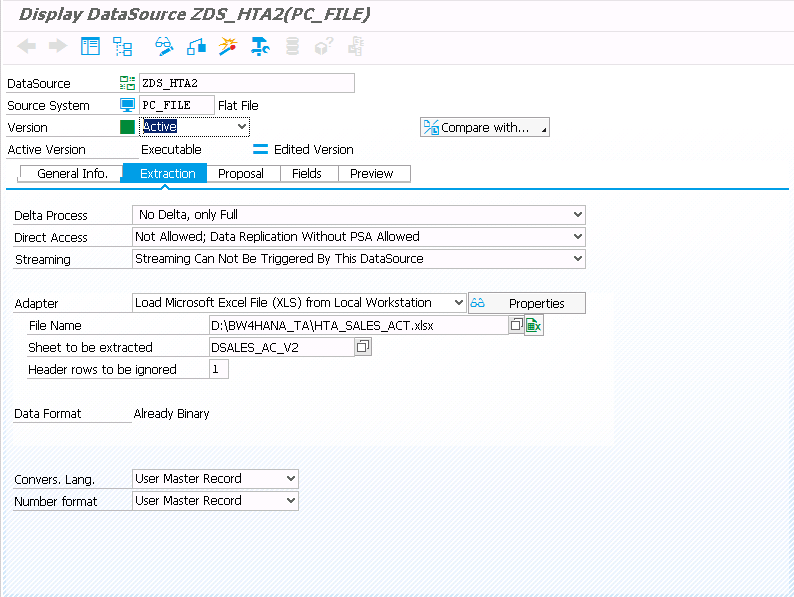 Display DataSource ZDS_HTA2(PC_FILE)
DataSource ZDS_HTA2
Source System PC_FILE Flat File
Version Active Compare with...
Active Version Executable Edited Version
General Info. Extraction Proposal Fields Preview
Delta Process No Delta, only Full
Direct Access Not Allowed; Data Replication Without PSA Allowed
Streaming Streaming Can Not Be Triggered By This DataSource
Adapter Load Microsoft Excel File (XLS) from Local Workstation Properties
File Name D:\BW4HANA_TA\HTA_SALES_ACT.xlsx
Sheet to be extracted DSALES_AC_V2
Header rows to be ignored 1
Data Format Already Binary
Convers. Lang. User Master Record
Number format User Master Record